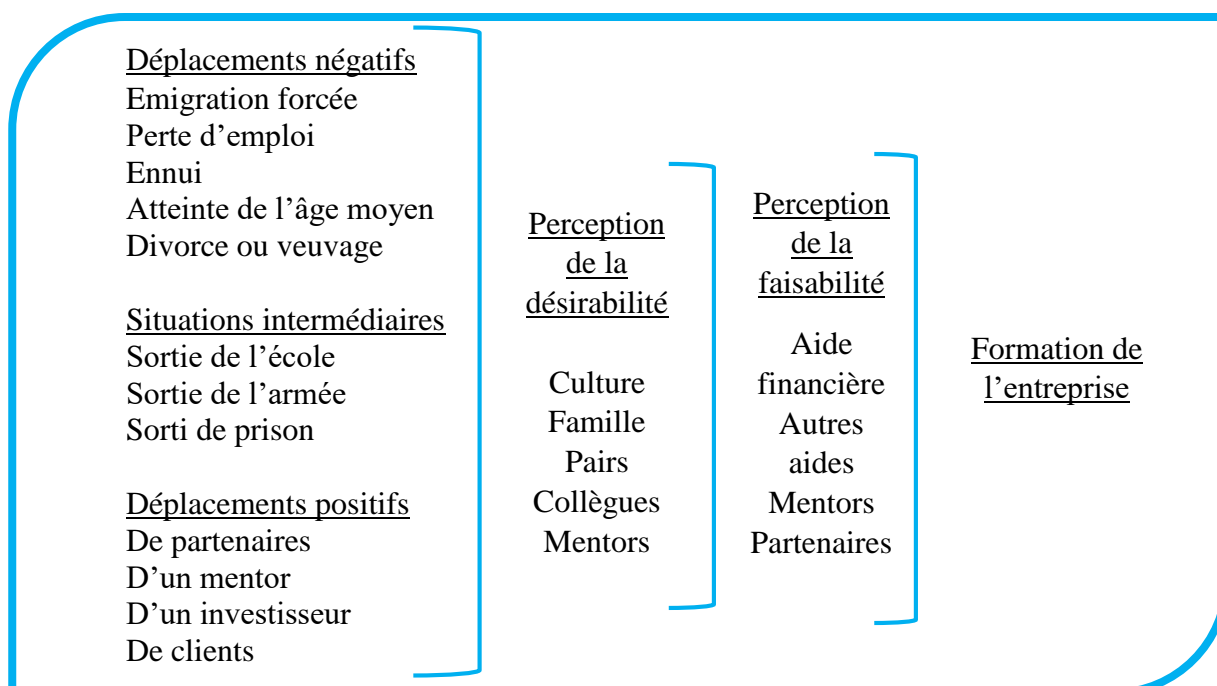 Déplacements négatifs
Emigration forcée
Perte d’emploi
Ennui
Atteinte de l’âge moyen
Divorce ou veuvage
Situations intermédiaires
Sortie de l’école
Sortie de l’armée
Sorti de prison
Déplacements positifs
De partenaires
D’un mentor
D’un investisseur
De clients
Perception
de la
désirabilité
Culture
Famille
Pairs
Collègues
Mentors
Perception
de la
faisabilité
Aide
financière
Autres
aides
Mentors
Partenaires
Formation de
l’entreprise